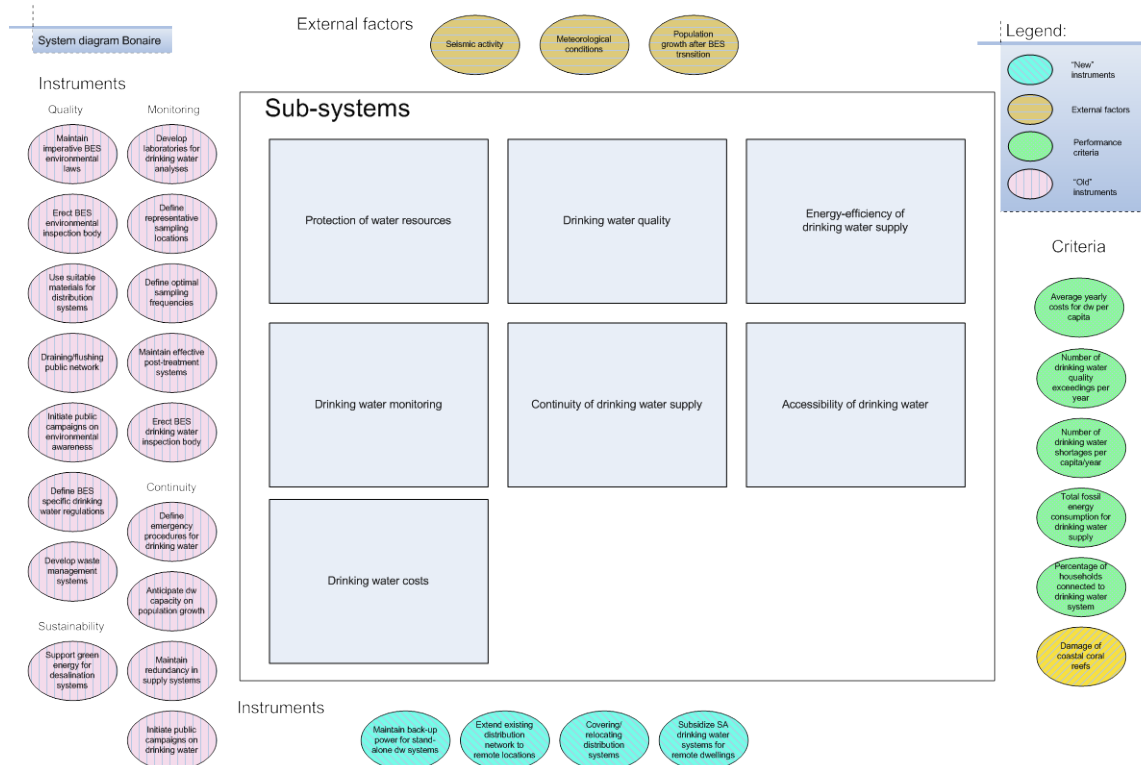 System diagram Bonaire
External factors
Seismic activity
Meteorological
conditions
Population
growth after BES
trsnsition
Legend:
"New"
instruments
External factors
Performance
criteria
"Old"
instruments
Instruments
Quality
Maintain
imperative BES
environmental
laws
Erect BES
environmental
inspection body
Use suitable
materials for
distribution
systems
Draining/flushing
public network
Initiate public
campaigns on
environmental
awareness
Define BES
specific drinking
water regulations
Develop waste
management
systems
Sustainability
Support green
energy for
desalination
systems
Monitoring
Develop
laboratories for
drinking water
analyses
Define
representative
sampling
locations
Define optimal
sampling
frequencies
Maintain effective
post-treatment
systems
Erect BES
drinking water
inspection body
Continuity
Define
emergency
procedures for
drinking water
Anticipate dw
capacity on
population growth
Maintain
redundancy in
supply systems
Initiate public
campaigns on
drinking water
Sub-systems
Protection of water resources
Drinking water quality
Energy-efficiency of
drinking water supply
Drinking water monitoring
Continuity of drinking water supply
Accessibility of drinking water
Drinking water costs
Criteria
Average yearly
costs for dw per
capita
Number of
drinking water
quality
exceedings per
year
Number of
drinking water
shortages per
capita/year
Total fossil
energy
consumption for
drinking water
supply
Percentage of
households
connected to
drinking water
system
Damage of
coastal coral
reefs
Instruments
Maintain back-up
power for stand-
alone dw systems
Extend existing
distribution
network to
remote locations
Covering/
relocating
distribution
systems
Subsidize SA
drinking water
systems for
remote dwellings